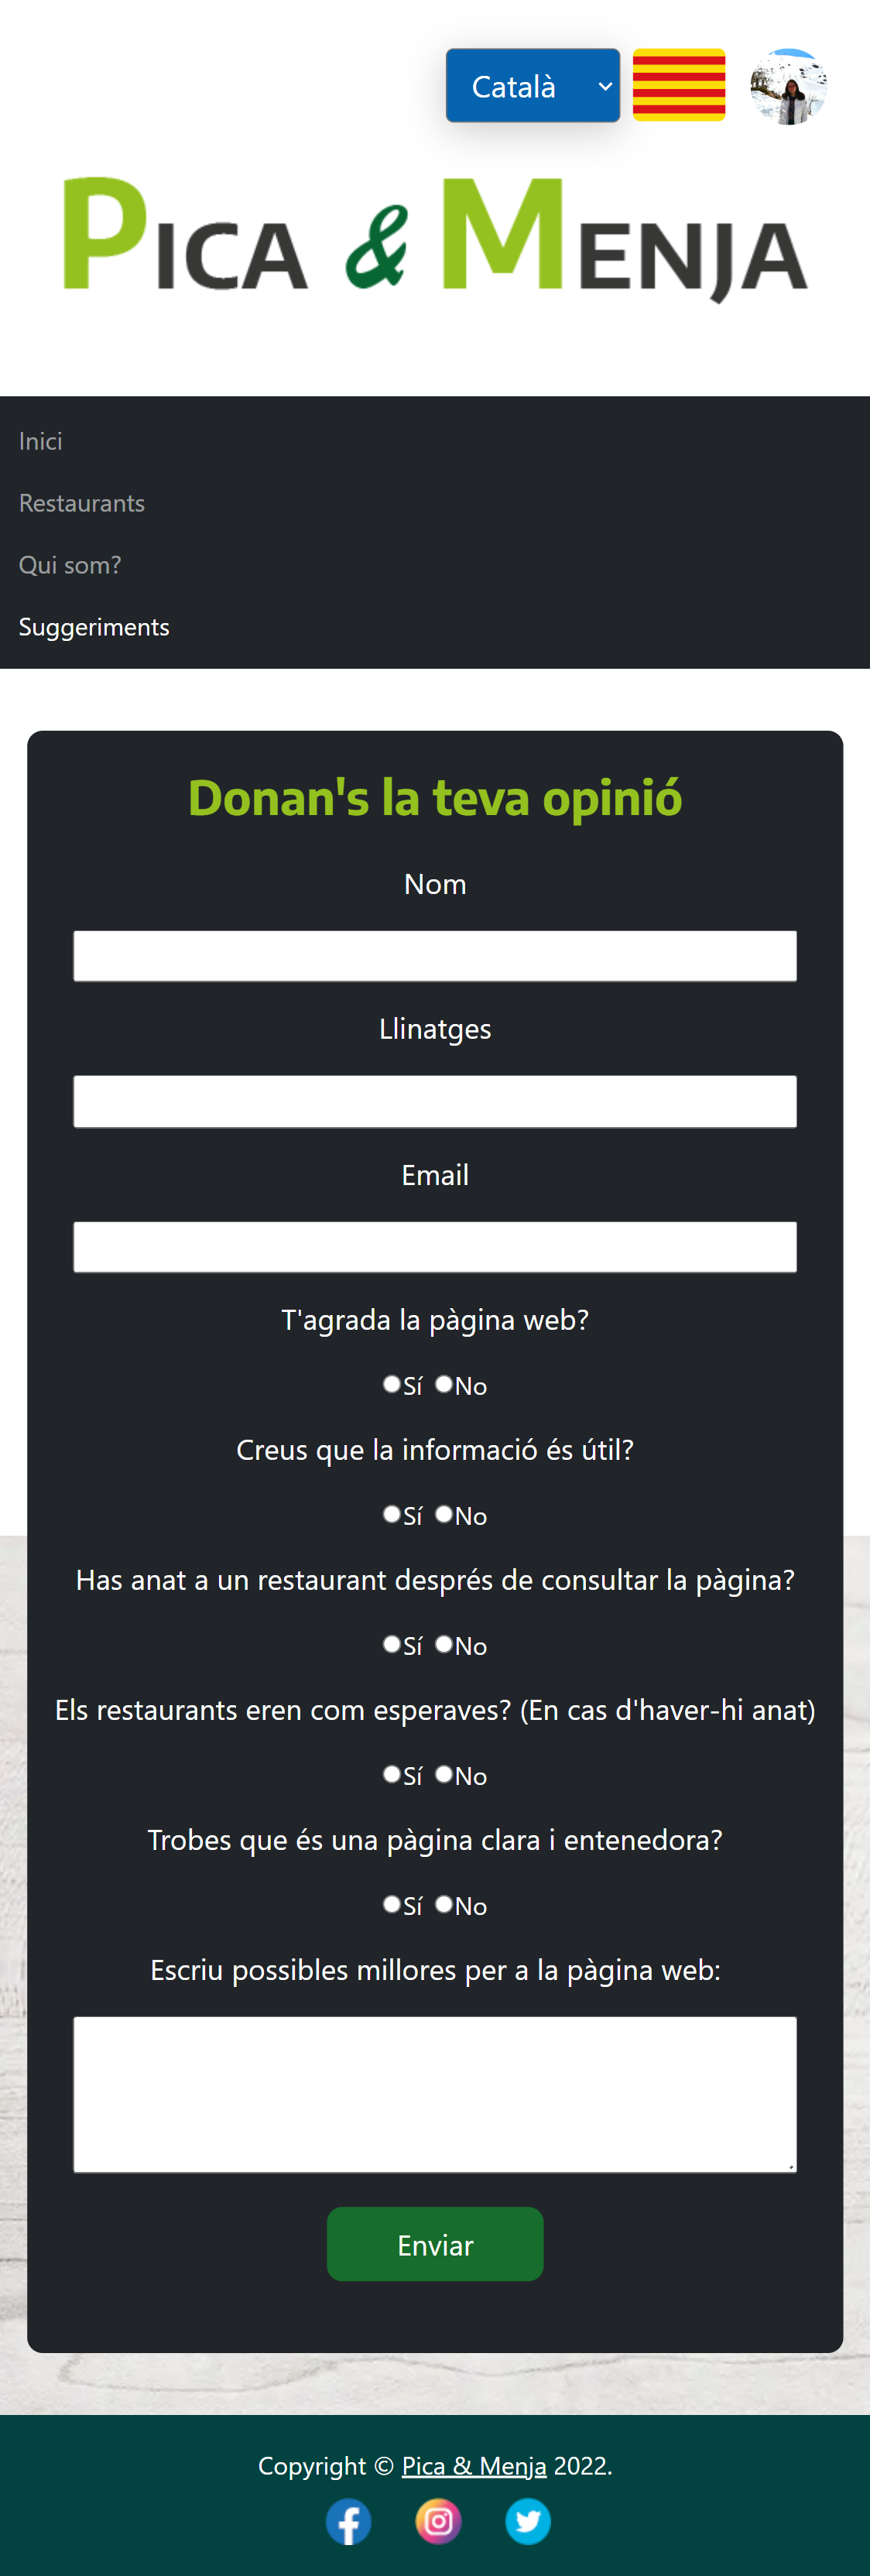 Català
Pica & Menja
Inici
Restaurants
Qui som?
Suggeriments
Donan's la teva opinió
Nom
Llinatges
Email
T'agrada la pàgina web?
Sí No
Creus que la informació és útil?
Sí No
Has anat a un restaurant després de consultar la pàgina?
Sí No
Els restaurants eren com esperaves? (En cas d'haver-hi anat)
Sí No
Trobes que és una pàgina clara i entenedora?
Sí No
Escriu possibles millores per a la pàgina web:
Enviar
Copyright © Pica & Menja 2022.